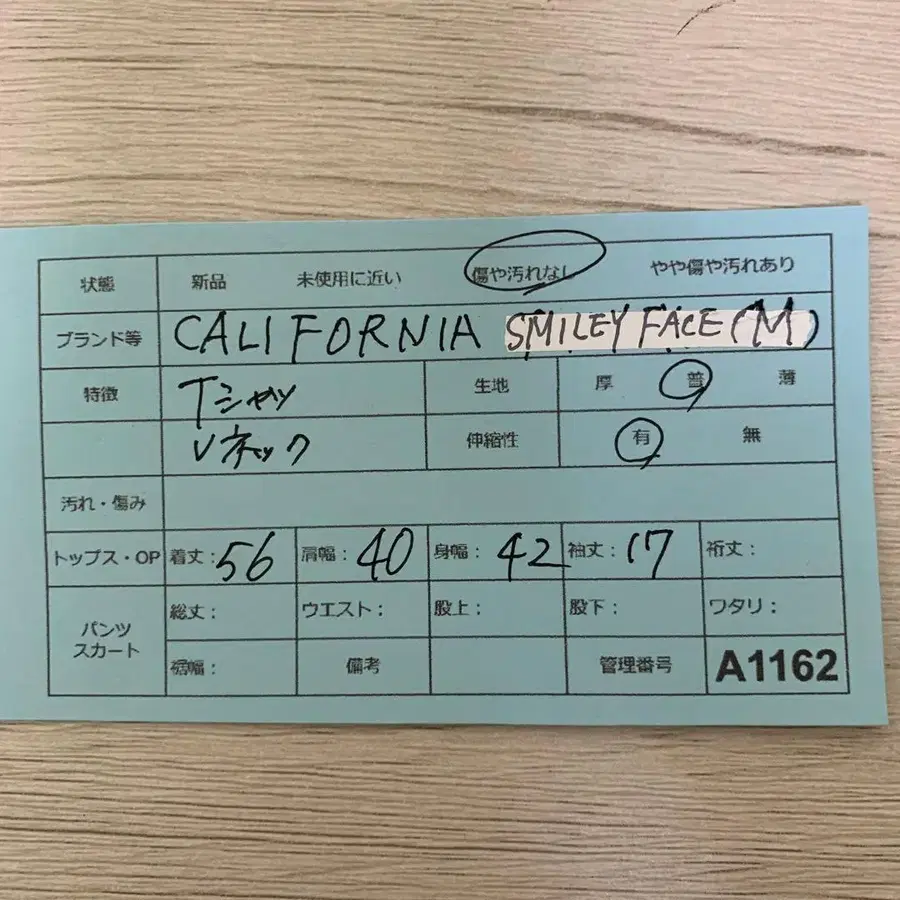 状態 新品 未使用に近い 傷や汚れなし やや傷や汚れあり
ブランド等 CALIFORNIA SMILEY FACE (M)
特徴 Tシャツ 生地 厚 普 薄
Vネック 伸縮性 有 無
汚れ・傷み
トップス・OP 着丈:56 肩幅:40 身幅:42 袖丈:17 裄丈:
パンツ
スカート
総丈: ウエスト: 股上: 股下: ワタリ:
裾幅: 備考 管理番号 A1162